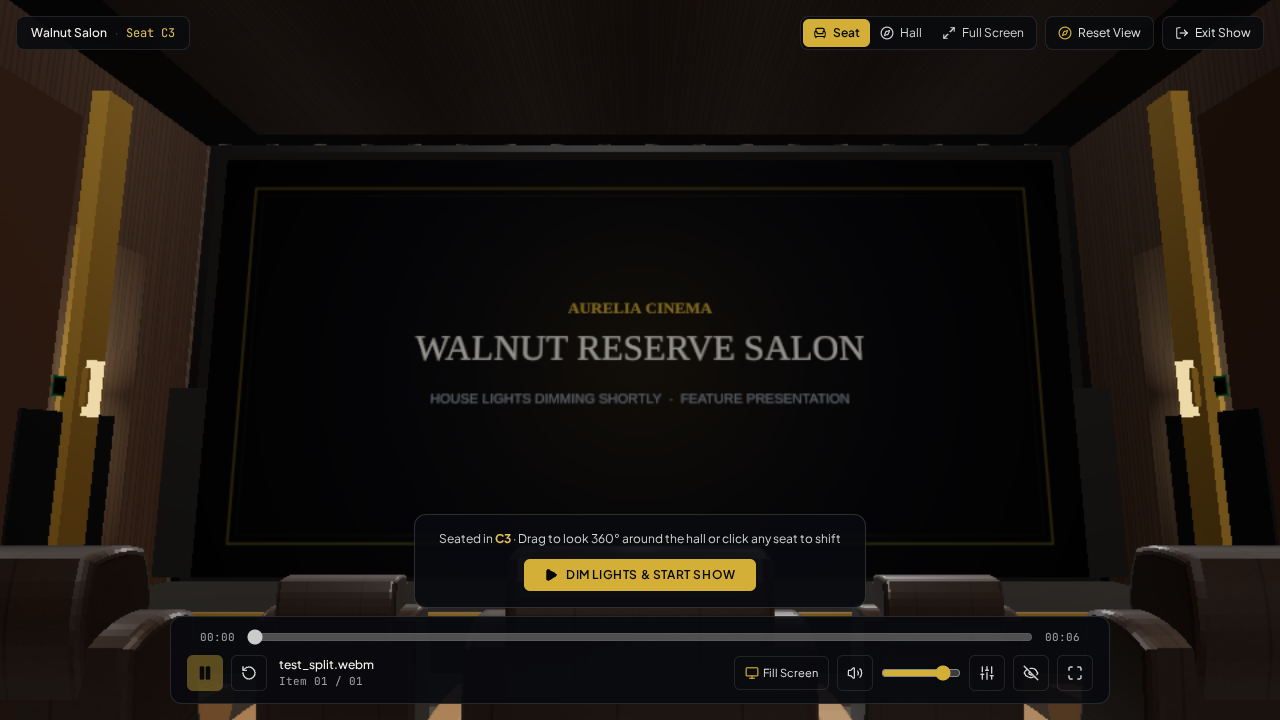 Walnut Salon · Seat C3
Seat
Hall
Full Screen
Reset View
Exit Show
AURELIA CINEMA
WALNUT RESERVE SALON
HOUSE LIGHTS DIMMING SHORTLY - FEATURE PRESENTATION
Seated in C3 · Drag to look 360° around the hall or click any seat to shift
DIM LIGHTS & START SHOW
00:00
00:06
test_split.webm
Item 01 / 01
Fill Screen